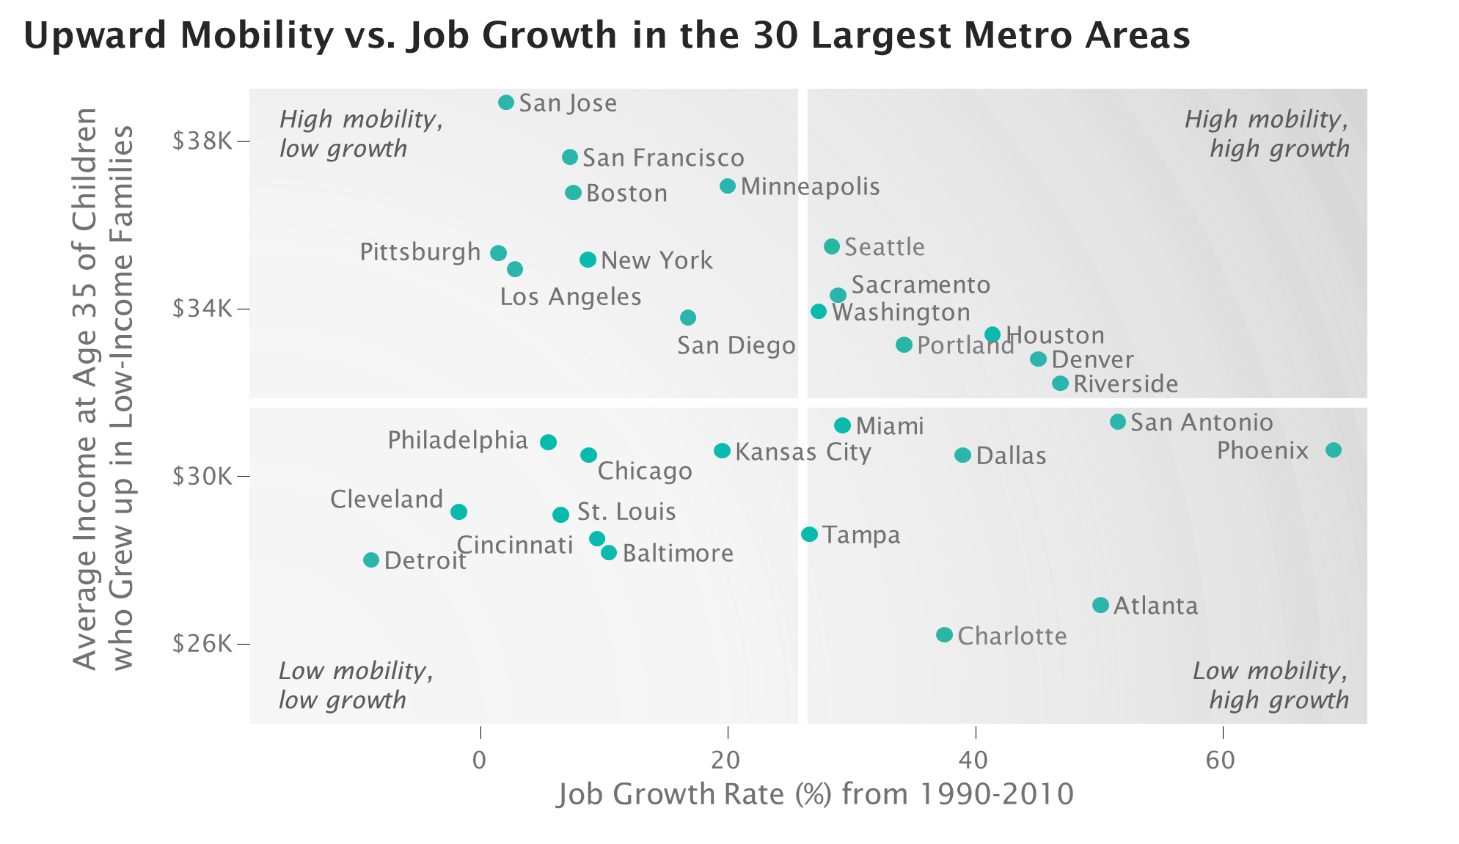 Upward Mobility vs. Job Growth in the 30 Largest Metro Areas
Average Income at Age 35 of Children
who Grew up in Low-Income Families
$38K
$34K
$30K
$26K
High mobility,
low growth
High mobility,
high growth
San Jose
San Francisco
Boston
Minneapolis
Pittsburgh
New York
Los Angeles
San Diego
Seattle
Sacramento
Washington
Houston
Portland
Denver
Riverside
Philadelphia
Chicago
Kansas City
Cleveland
St. Louis
Cincinnati
Baltimore
Detroit
Miami
San Antonio
Dallas
Phoenix
Tampa
Atlanta
Charlotte
Low mobility,
low growth
Low mobility,
high growth
0
20
40
60
Job Growth Rate (%) from 1990-2010